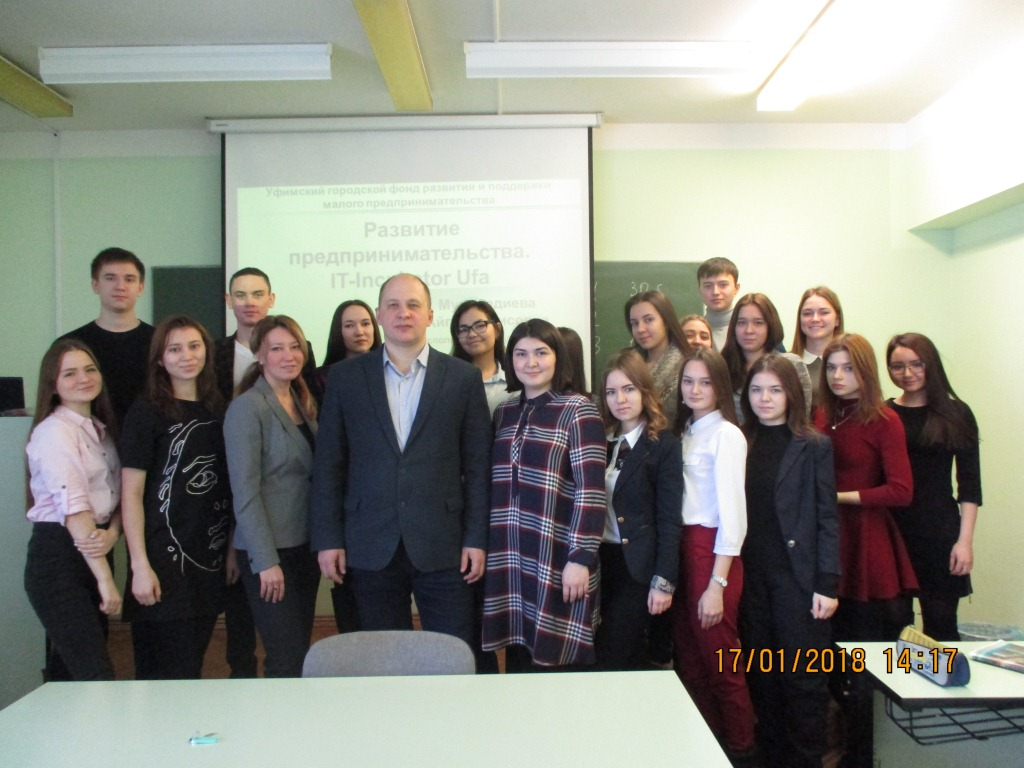 Уфимский городской фонд развития и поддержки
малого предпринимательства
Развитие
предпринимательства.
IT-Incubator Ufa
17/01/2018 14:17